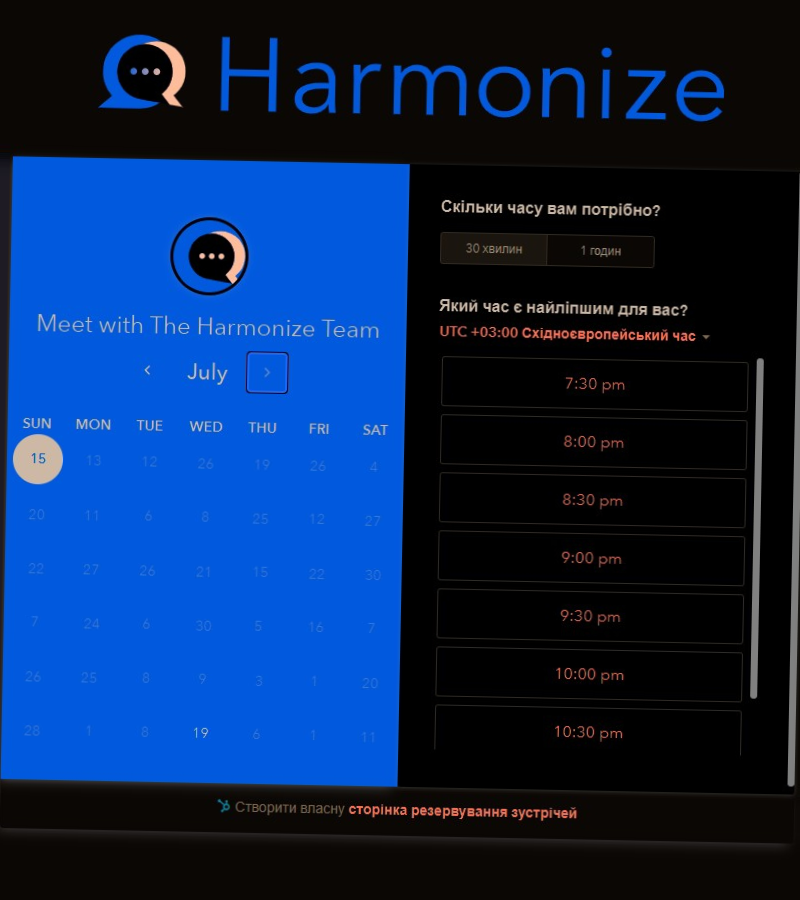 Harmonize
Meet with The Harmonize Team
July
SUN MON TUE WED THU FRI SAT
15 13 12 26 19 26 4
20 11 6 8 25 12 27
22 27 26 21 15 22 30
7 24 6 30 5 16 7
26 25 8 9 3 1 20
28 1 8 19 6 1 11
Скільки часу вам потрібно?
30 хвилин 1 годин
Який час є найліпшим для вас?
UTC +03:00 Східноєвропейський час
7:30 pm
8:00 pm
8:30 pm
9:00 pm
9:30 pm
10:00 pm
10:30 pm
Створити власну сторінка резервування зустрічей